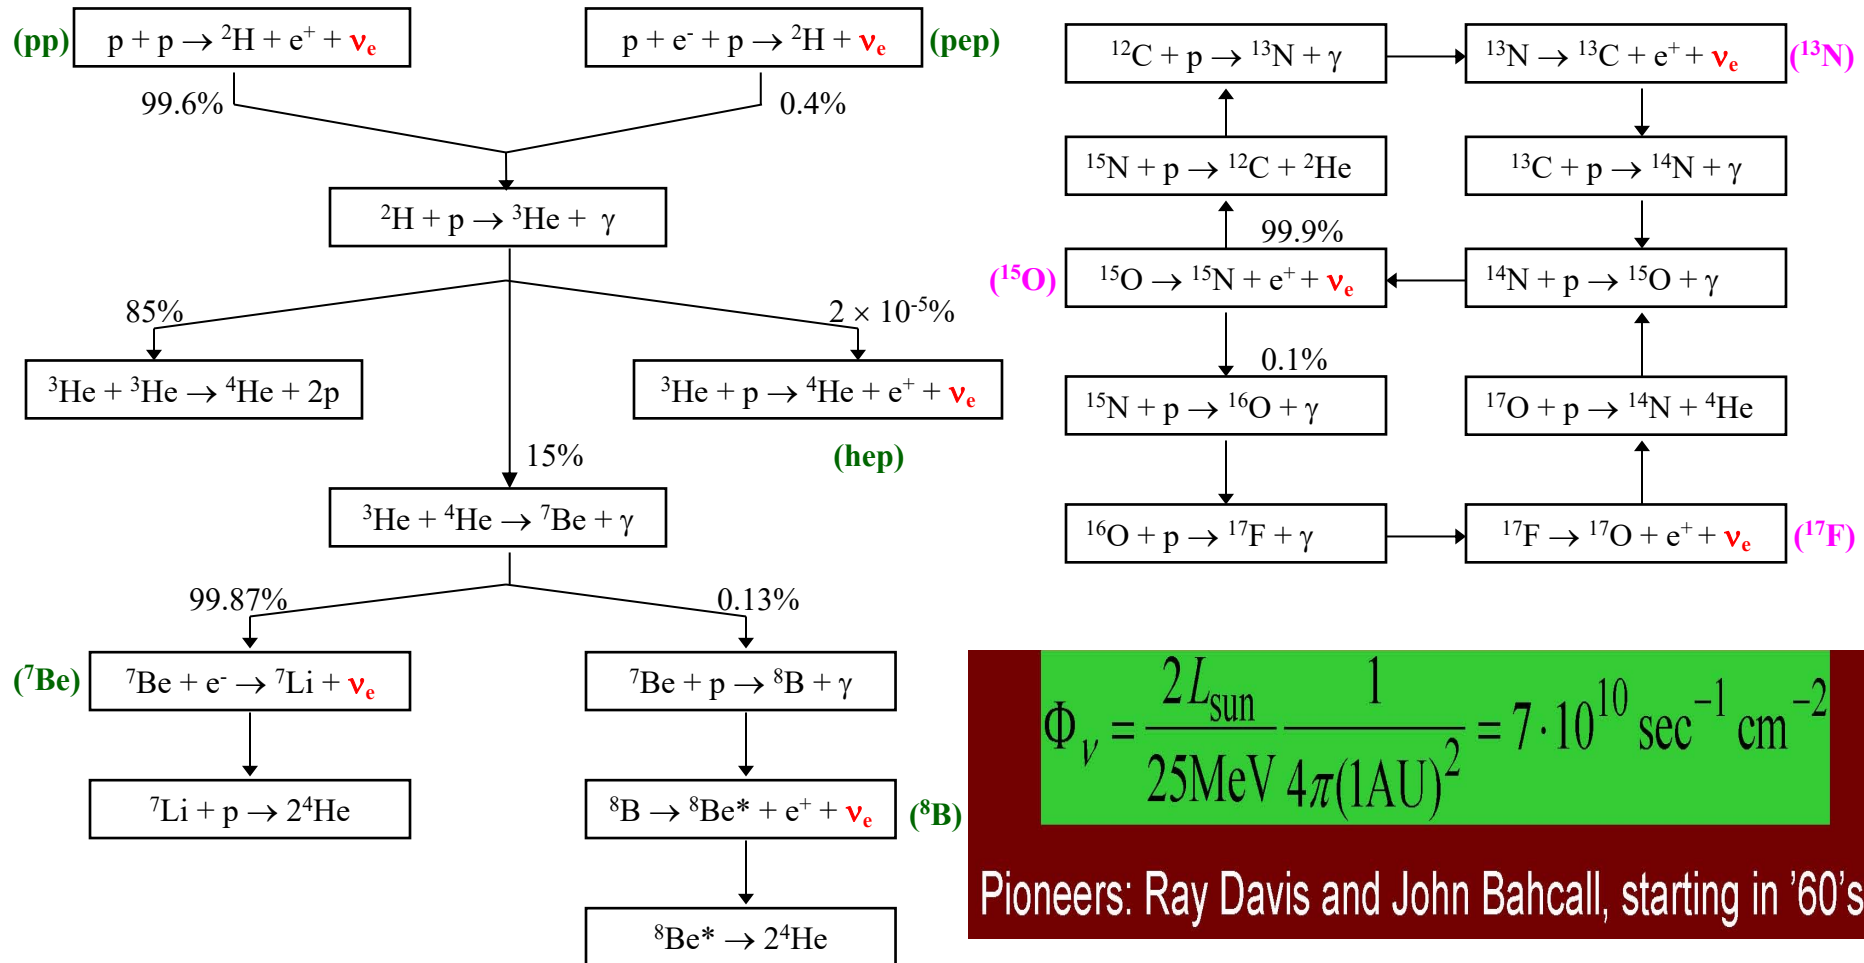 (pp) p + p → ²H + e⁺ + νₑ
p + e⁻ + p → ²H + νₑ (pep)
99.6%
0.4%
²H + p → ³He + γ
85%
2 × 10⁻⁵%
³He + ³He → ⁴He + 2p
³He + p → ⁴He + e⁺ + νₑ
(hep)
15%
³He + ⁴He → ⁷Be + γ
99.87%
0.13%
(⁷Be) ⁷Be + e⁻ → ⁷Li + νₑ
⁷Be + p → ⁸B + γ
⁷Li + p → 2⁴He
⁸B → ⁸Be* + e⁺ + νₑ (⁸B)
⁸Be* → 2⁴He
¹²C + p → ¹³N + γ
¹³N → ¹³C + e⁺ + νₑ (¹³N)
¹⁵N + p → ¹²C + ²He
¹³C + p → ¹⁴N + γ
99.9%
(¹⁵O) ¹⁵O → ¹⁵N + e⁺ + νₑ
¹⁴N + p → ¹⁵O + γ
0.1%
¹⁵N + p → ¹⁶O + γ
¹⁷O + p → ¹⁴N + ⁴He
¹⁶O + p → ¹⁷F + γ
¹⁷F → ¹⁷O + e⁺ + νₑ (¹⁷F)
Φ_ν = 2L_sun / 25MeV 1 / 4π(1AU)² = 7·10¹⁰ sec⁻¹ cm⁻²
Pioneers: Ray Davis and John Bahcall, starting in ’60’s